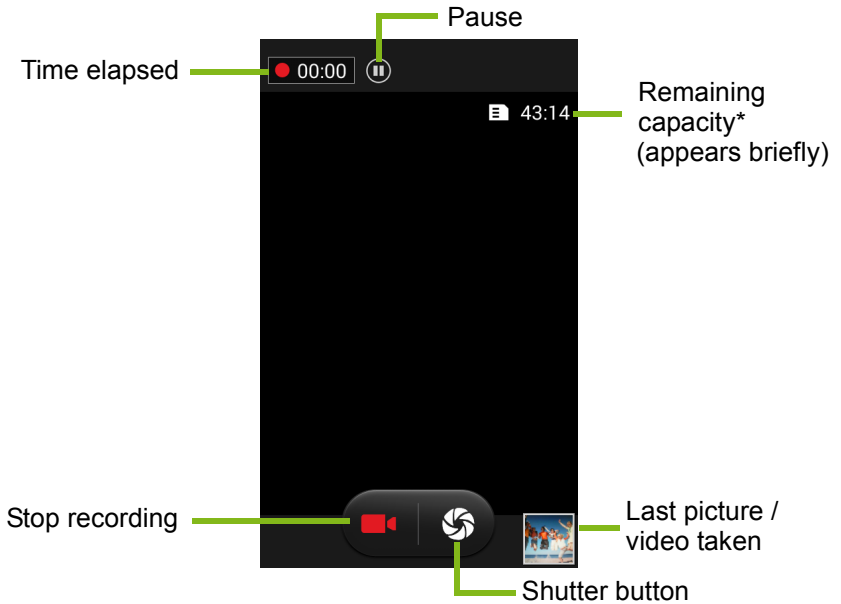 Pause
Time elapsed
00:00
43:14
Remaining
capacity*
(appears briefly)
Stop recording
Last picture /
video taken
Shutter button